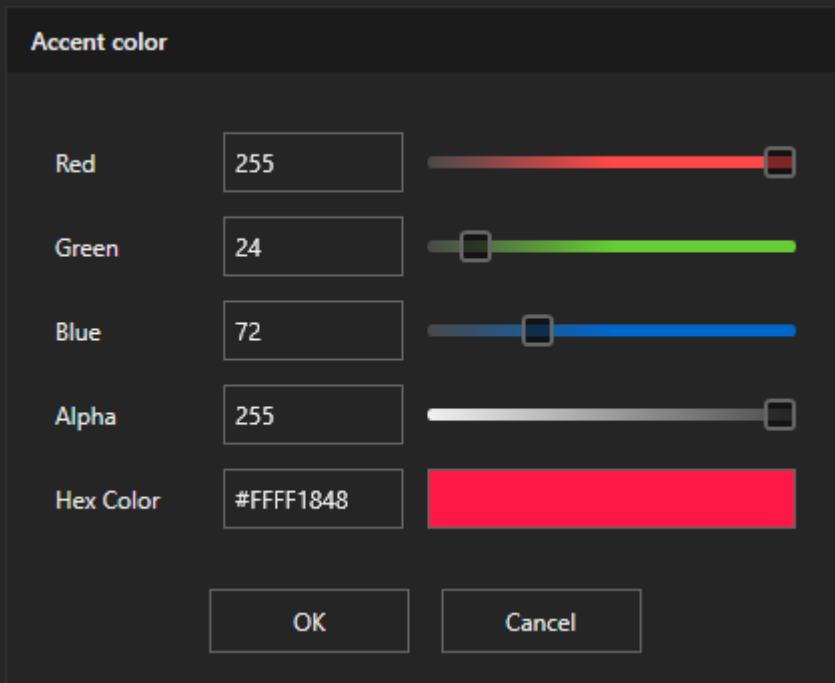 Accent color
Red 255
Green 24
Blue 72
Alpha 255
Hex Color #FFFF1848
OK Cancel